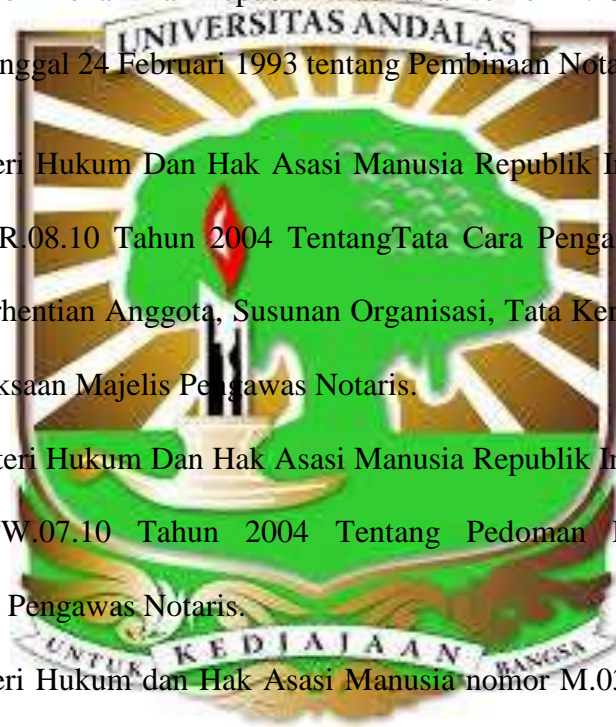 UNIVERSITAS ANDALAS
nggal 24 Februari 1993 tentang Pembinaan Nota
eri Hukum Dan Hak Asasi Manusia Republik I
R.08.10 Tahun 2004 TentangTata Cara Penga
rhentian Anggota, Susunan Organisasi, Tata Ker
ksaan Majelis Pengawas Notaris.
teri Hukum Dan Hak Asasi Manusia Republik In
W.07.10 Tahun 2004 Tentang Pedoman
Pengawas Notaris.
UNTUK KEDJAJAAN BANGSA
eri Hukum dan Hak Asasi Manusia nomor M.0